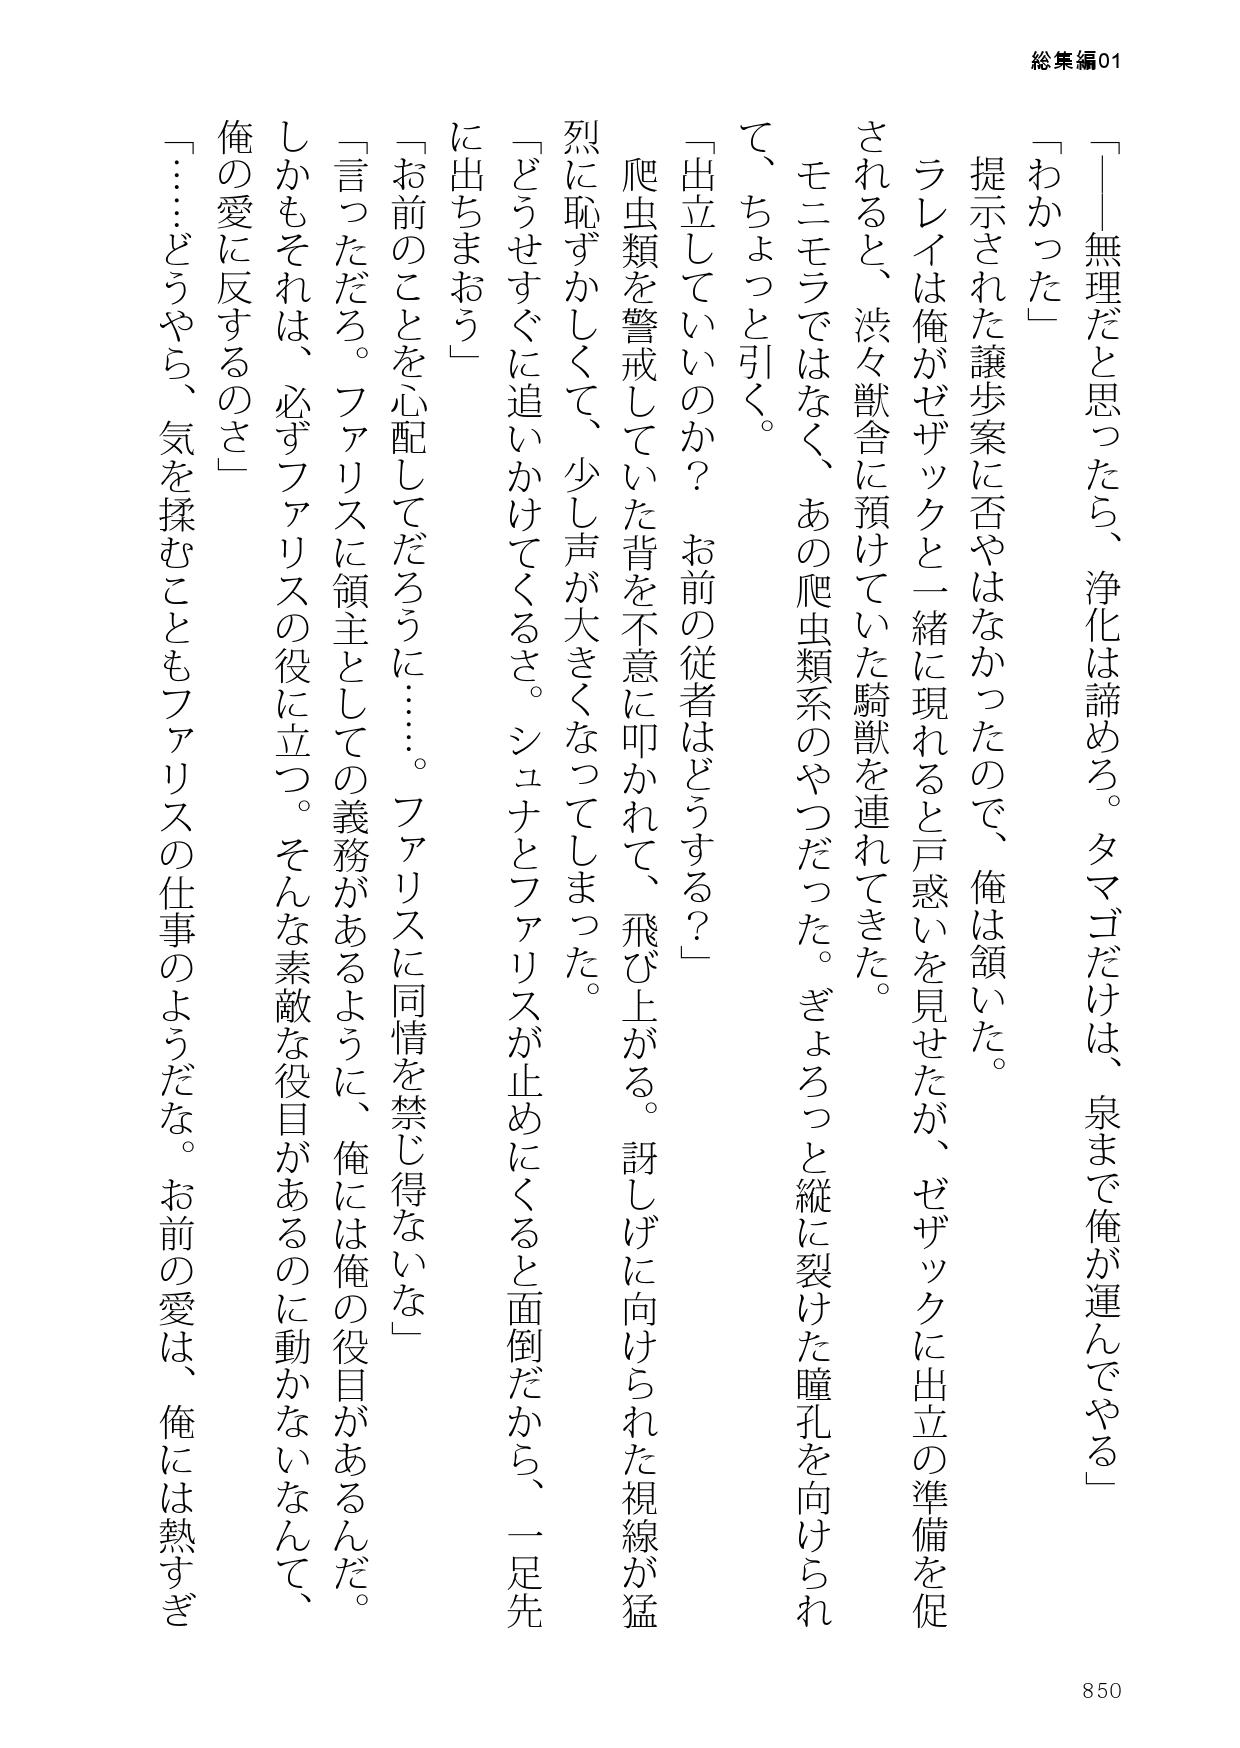 総集編01
「――無理だと思ったら、浄化は諦めろ。タマゴだけは、泉まで俺が運んでやる」
「わかった」
　提示された譲歩案に否やはなかったので、俺は頷いた。
　ラレイは俺がゼザックと一緒に現れると戸惑いを見せたが、ゼザックに出立の準備を促
されると、渋々獣舎に預けていた騎獣を連れてきた。
　モニモラではなく、あの爬虫類系のやつだった。ぎょろっと縦に裂けた瞳孔を向けられ
て、ちょっと引く。
「出立していいのか？　お前の従者はどうする？」
　爬虫類を警戒していた背を不意に叩かれて、飛び上がる。訝しげに向けられた視線が猛
烈に恥ずかしくて、少し声が大きくなってしまった。
「どうせすぐに追いかけてくるさ。シュナとファリスが止めにくると面倒だから、一足先
に出ちまおう」
「お前のことを心配してだろうに……。ファリスに同情を禁じ得ないな」
「言っただろ。ファリスに領主としての義務があるように、俺には俺の役目があるんだ。
しかもそれは、必ずファリスの役に立つ。そんな素敵な役目があるのに動かないなんて、
俺の愛に反するのさ」
「……どうやら、気を揉むこともファリスの仕事のようだな。お前の愛は、俺には熱すぎ
850